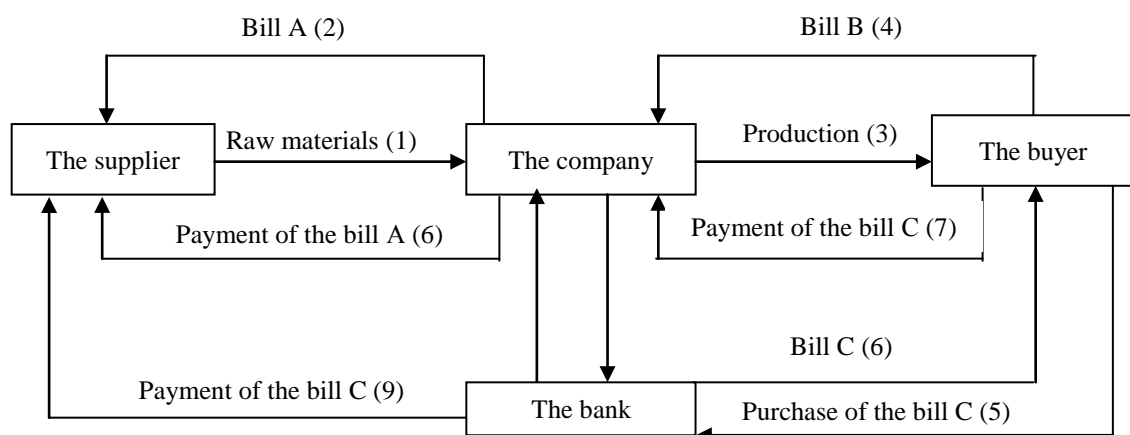 Bill A (2)
Bill B (4)
The supplier
Raw materials (1)
The company
Production (3)
The buyer
Payment of the bill A (6)
Payment of the bill C (7)
Bill C (6)
Payment of the bill C (9)
The bank
Purchase of the bill C (5)